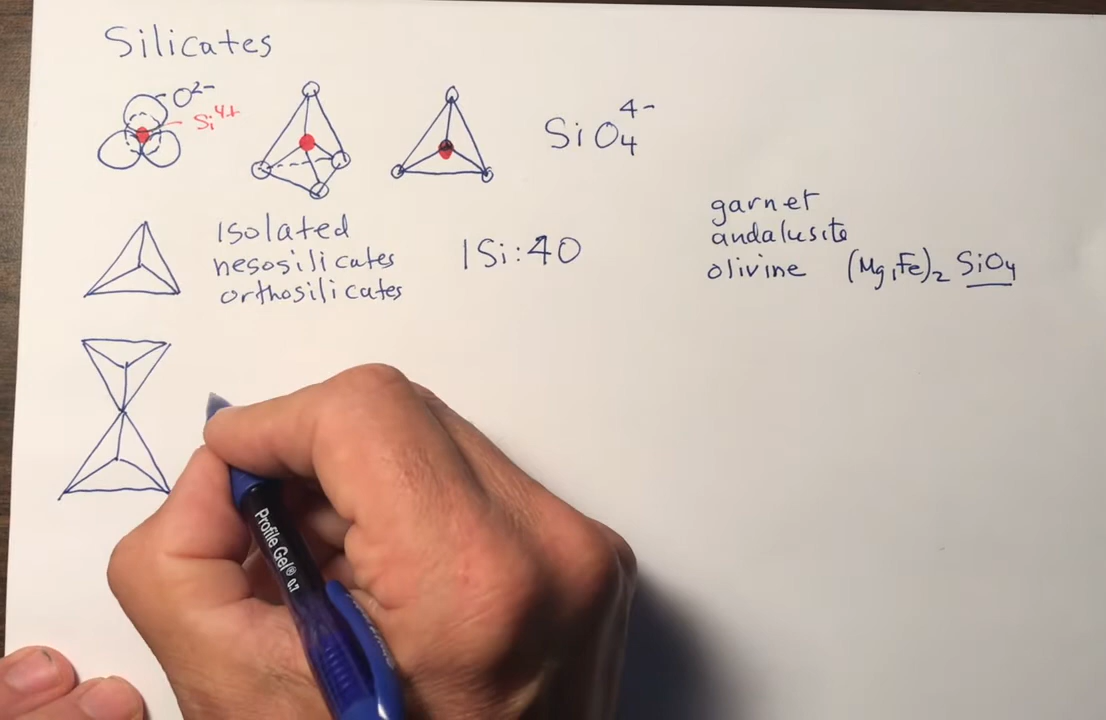 Silicates
O2-
Si4+
SiO4 4-
Isolated
nesosilicates
orthosilicates
1Si:4O
garnet
andalusite
olivine (Mg,Fe)2 SiO4
Profile Gel® 0.7